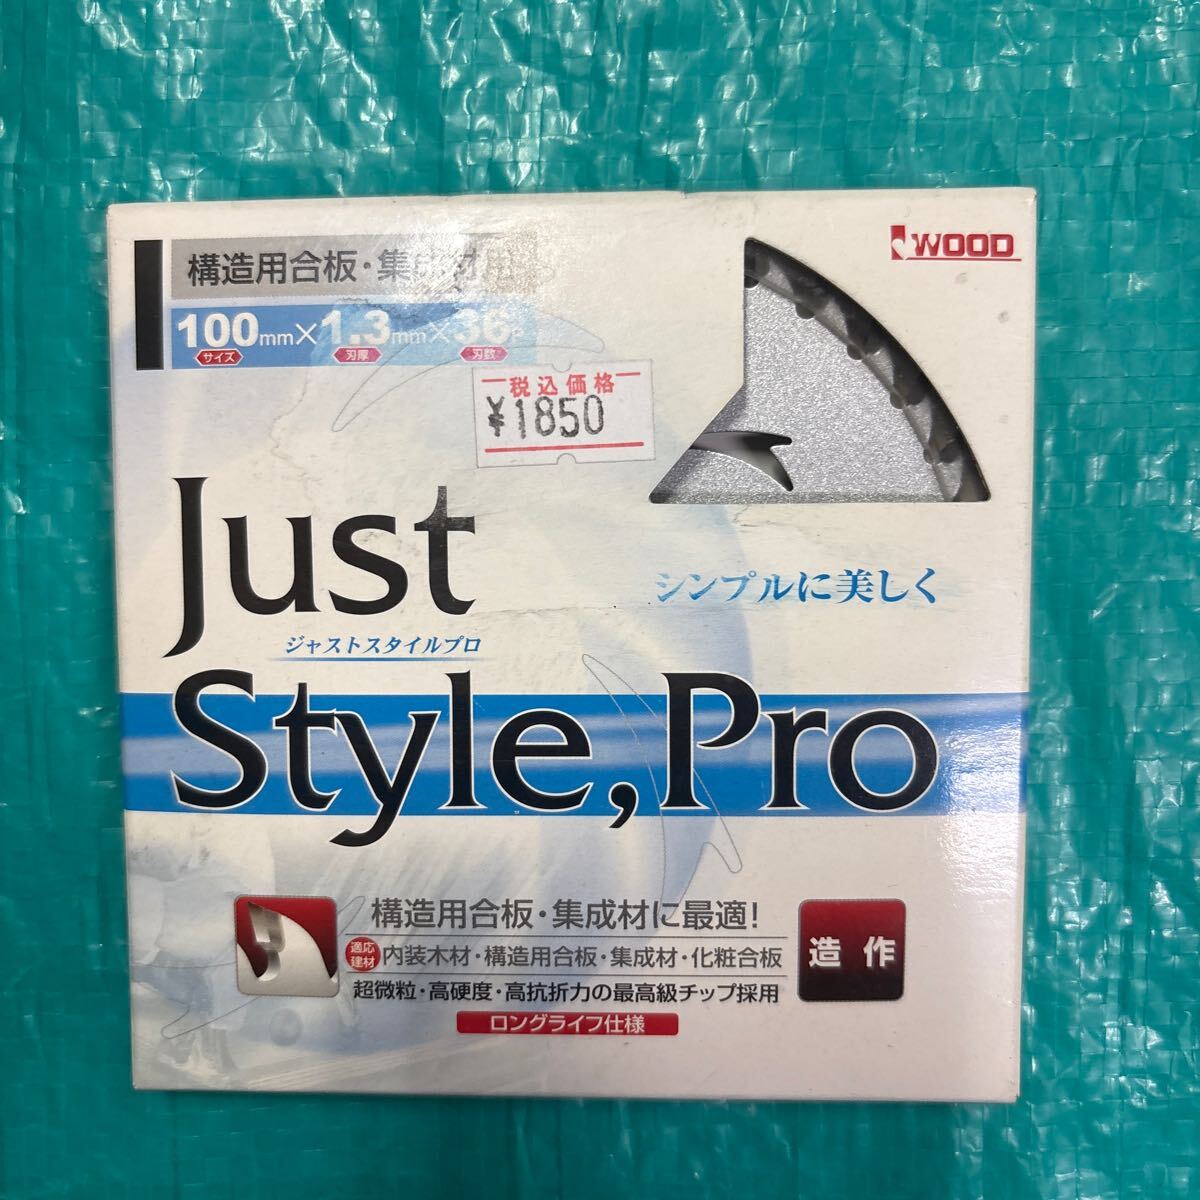 構造用合板・集成材用
WOOD
100mm×1.3mm×36P
サイズ 刃厚 刃数
税込価格
¥1850
Just
シンプルに美しく
ジャストスタイルプロ
Style,Pro
構造用合板・集成材に最適!
適応建材 内装木材・構造用合板・集成材・化粧合板
造作
超微粒・高硬度・高抗折力の最高級チップ採用
ロングライフ仕様